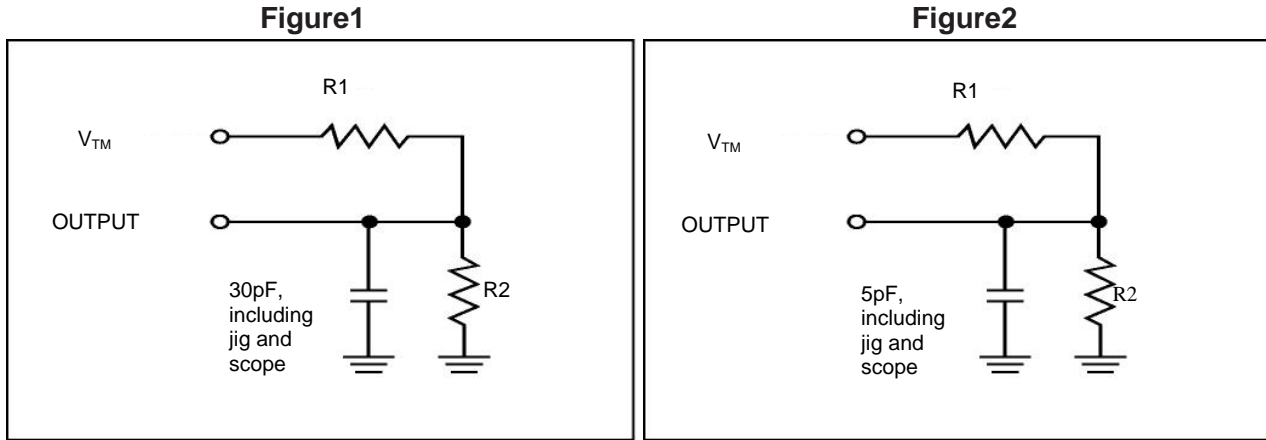 Figure1
R1
V_TM
OUTPUT
30pF,
including
jig and
scope
R2
Figure2
R1
V_TM
OUTPUT
5pF,
including
jig and
scope
R2